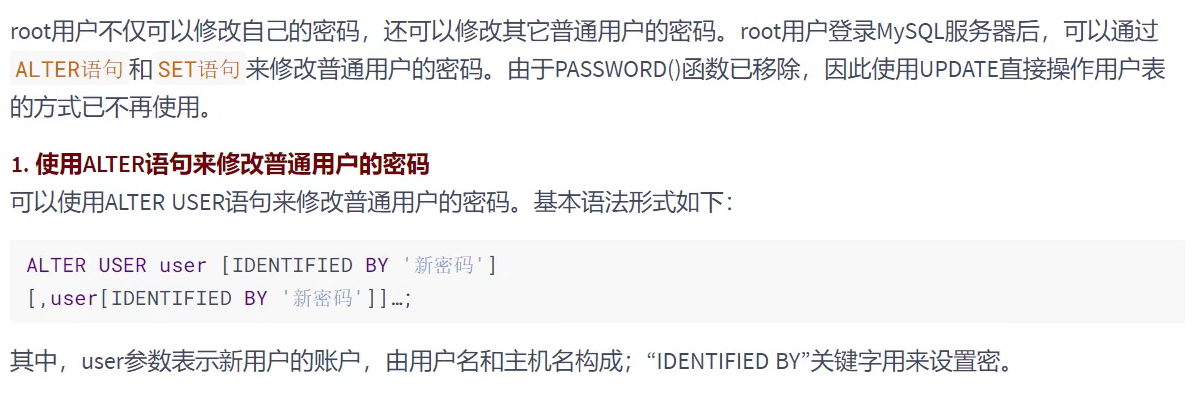 root用户不仅可以修改自己的密码，还可以修改其它普通用户的密码。root用户登录MySQL服务器后，可以通过
ALTER语句 和 SET语句 来修改普通用户的密码。由于PASSWORD()函数已移除，因此使用UPDATE直接操作用户表
的方式已不再使用。
1. 使用ALTER语句来修改普通用户的密码
可以使用ALTER USER语句来修改普通用户的密码。基本语法形式如下：
ALTER USER user [IDENTIFIED BY '新密码']
[,user[IDENTIFIED BY '新密码']]…;
其中，user参数表示新用户的账户，由用户名和主机名构成；“IDENTIFIED BY”关键字用来设置密。